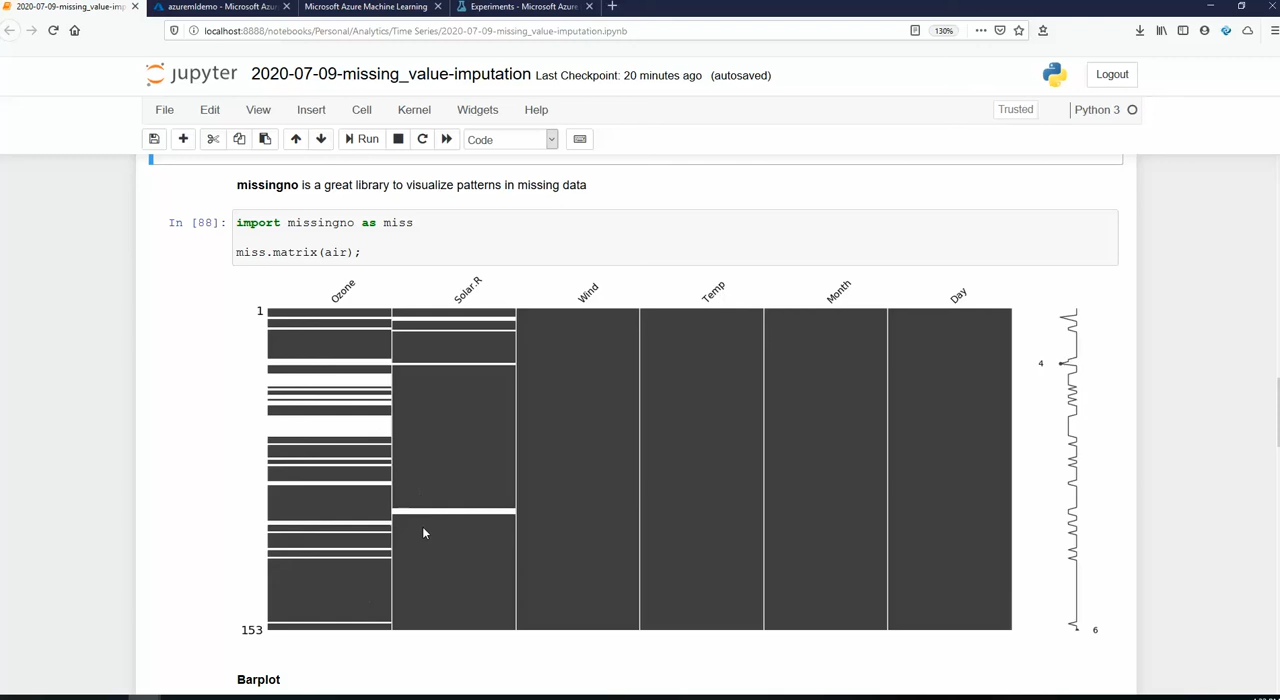 2020-07-09-missing_value-imp
azuremldemo - Microsoft Azu
Microsoft Azure Machine Learning
Experiments - Microsoft Azure
localhost:8888/notebooks/Personal/Analytics/Time Series/2020-07-09-missing_value-imputation.ipynb
130%
jupyter 2020-07-09-missing_value-imputation Last Checkpoint: 20 minutes ago (autosaved)
Logout
File Edit View Insert Cell Kernel Widgets Help
Trusted
Python 3
Run
Code
missingno is a great library to visualize patterns in missing data
In [88]:
import missingno as miss
miss.matrix(air);
Ozone Solar.R Wind Temp Month Day
1
4
153
6
Barplot